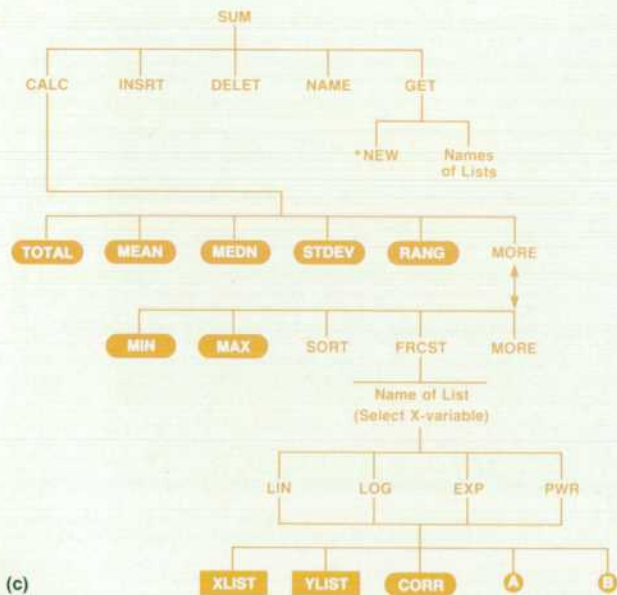 SUM
CALC INSRT DELET NAME GET
*NEW Names
of Lists
TOTAL MEAN MEDN STDEV RANG MORE
MIN MAX SORT FRCST MORE
Name of List
(Select X-variable)
LIN LOG EXP PWR
(c) XLIST YLIST CORR A B